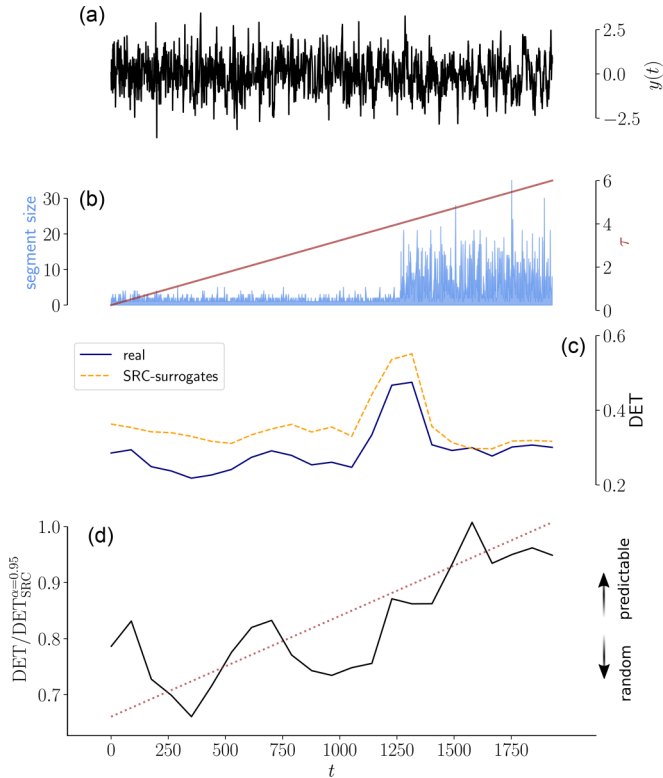 (a)
2.5
0.0
−2.5
y(t)
(b)
30
20
10
0
segment size
6
4
2
0
τ
real
SRC-surrogates
(c)
0.6
0.4
0.2
DET
(d)
1.0
0.9
0.8
0.7
DET/DET^{α=0.95}_{SRC}
predictable
random
0 250 500 750 1000 1250 1500 1750
t